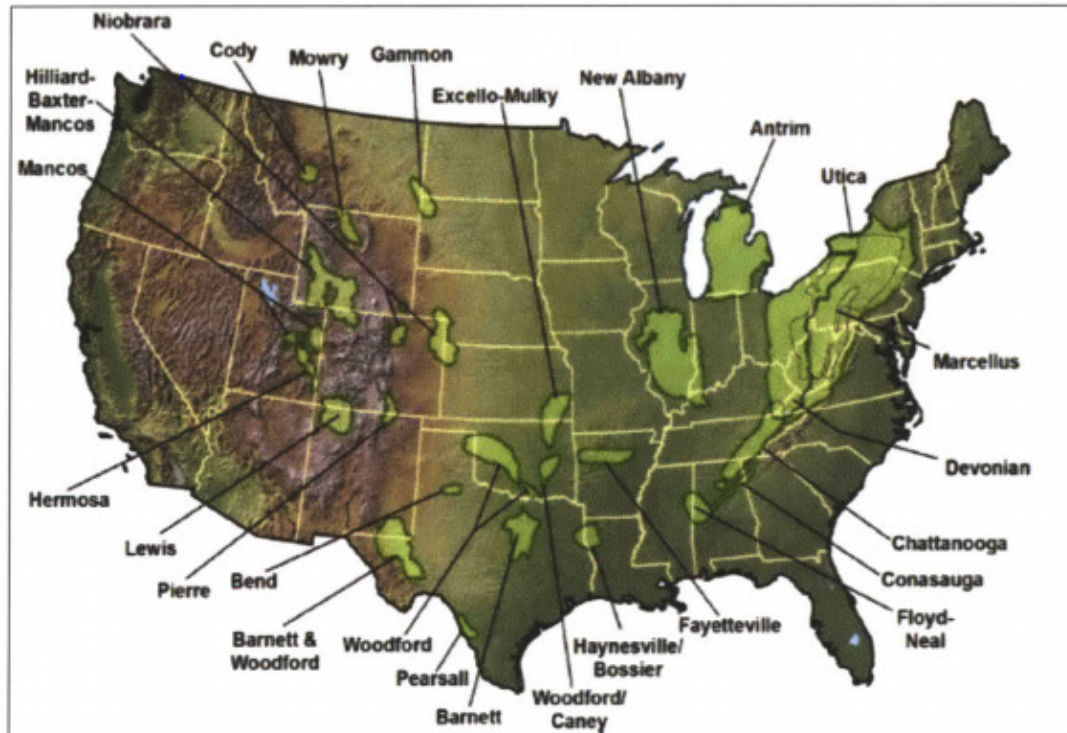 Niobrara
Cody
Mowry
Gammon
Hilliard-
Baxter-
Mancos
Excello-Mulky
New Albany
Antrim
Mancos
Utica
Marcellus
Hermosa
Devonian
Lewis
Pierre
Bend
Chattanooga
Conasauga
Barnett &
Woodford
Woodford
Pearsall
Barnett
Woodford/
Caney
Haynesville/
Bossier
Fayetteville
Floyd-
Neal